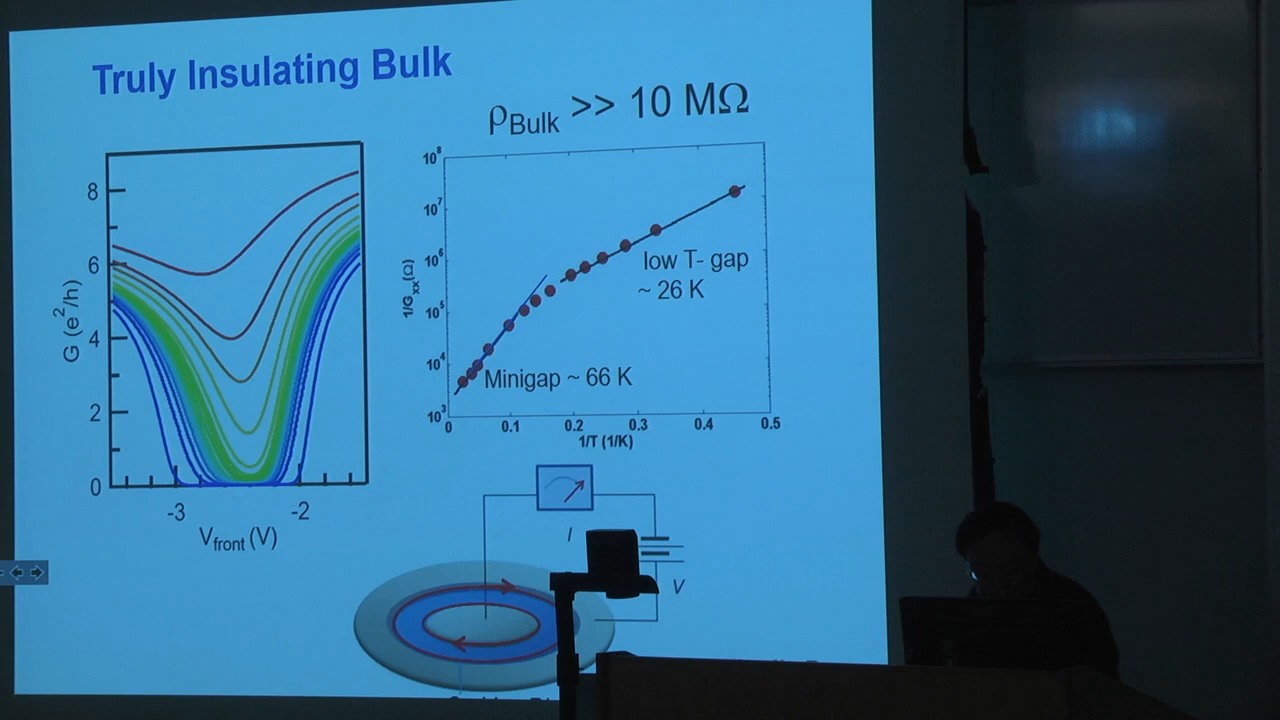 Truly Insulating Bulk
ρBulk >> 10 MΩ
G (e²/h)
8
6
4
2
0
-3
-2
Vfront (V)
1/Gxx(Ω)
10⁸
10⁷
10⁶
10⁵
10⁴
10³
low T- gap
~ 26 K
Minigap ~ 66 K
0
0.1
0.2
0.3
0.4
0.5
1/T (1/K)
I
V